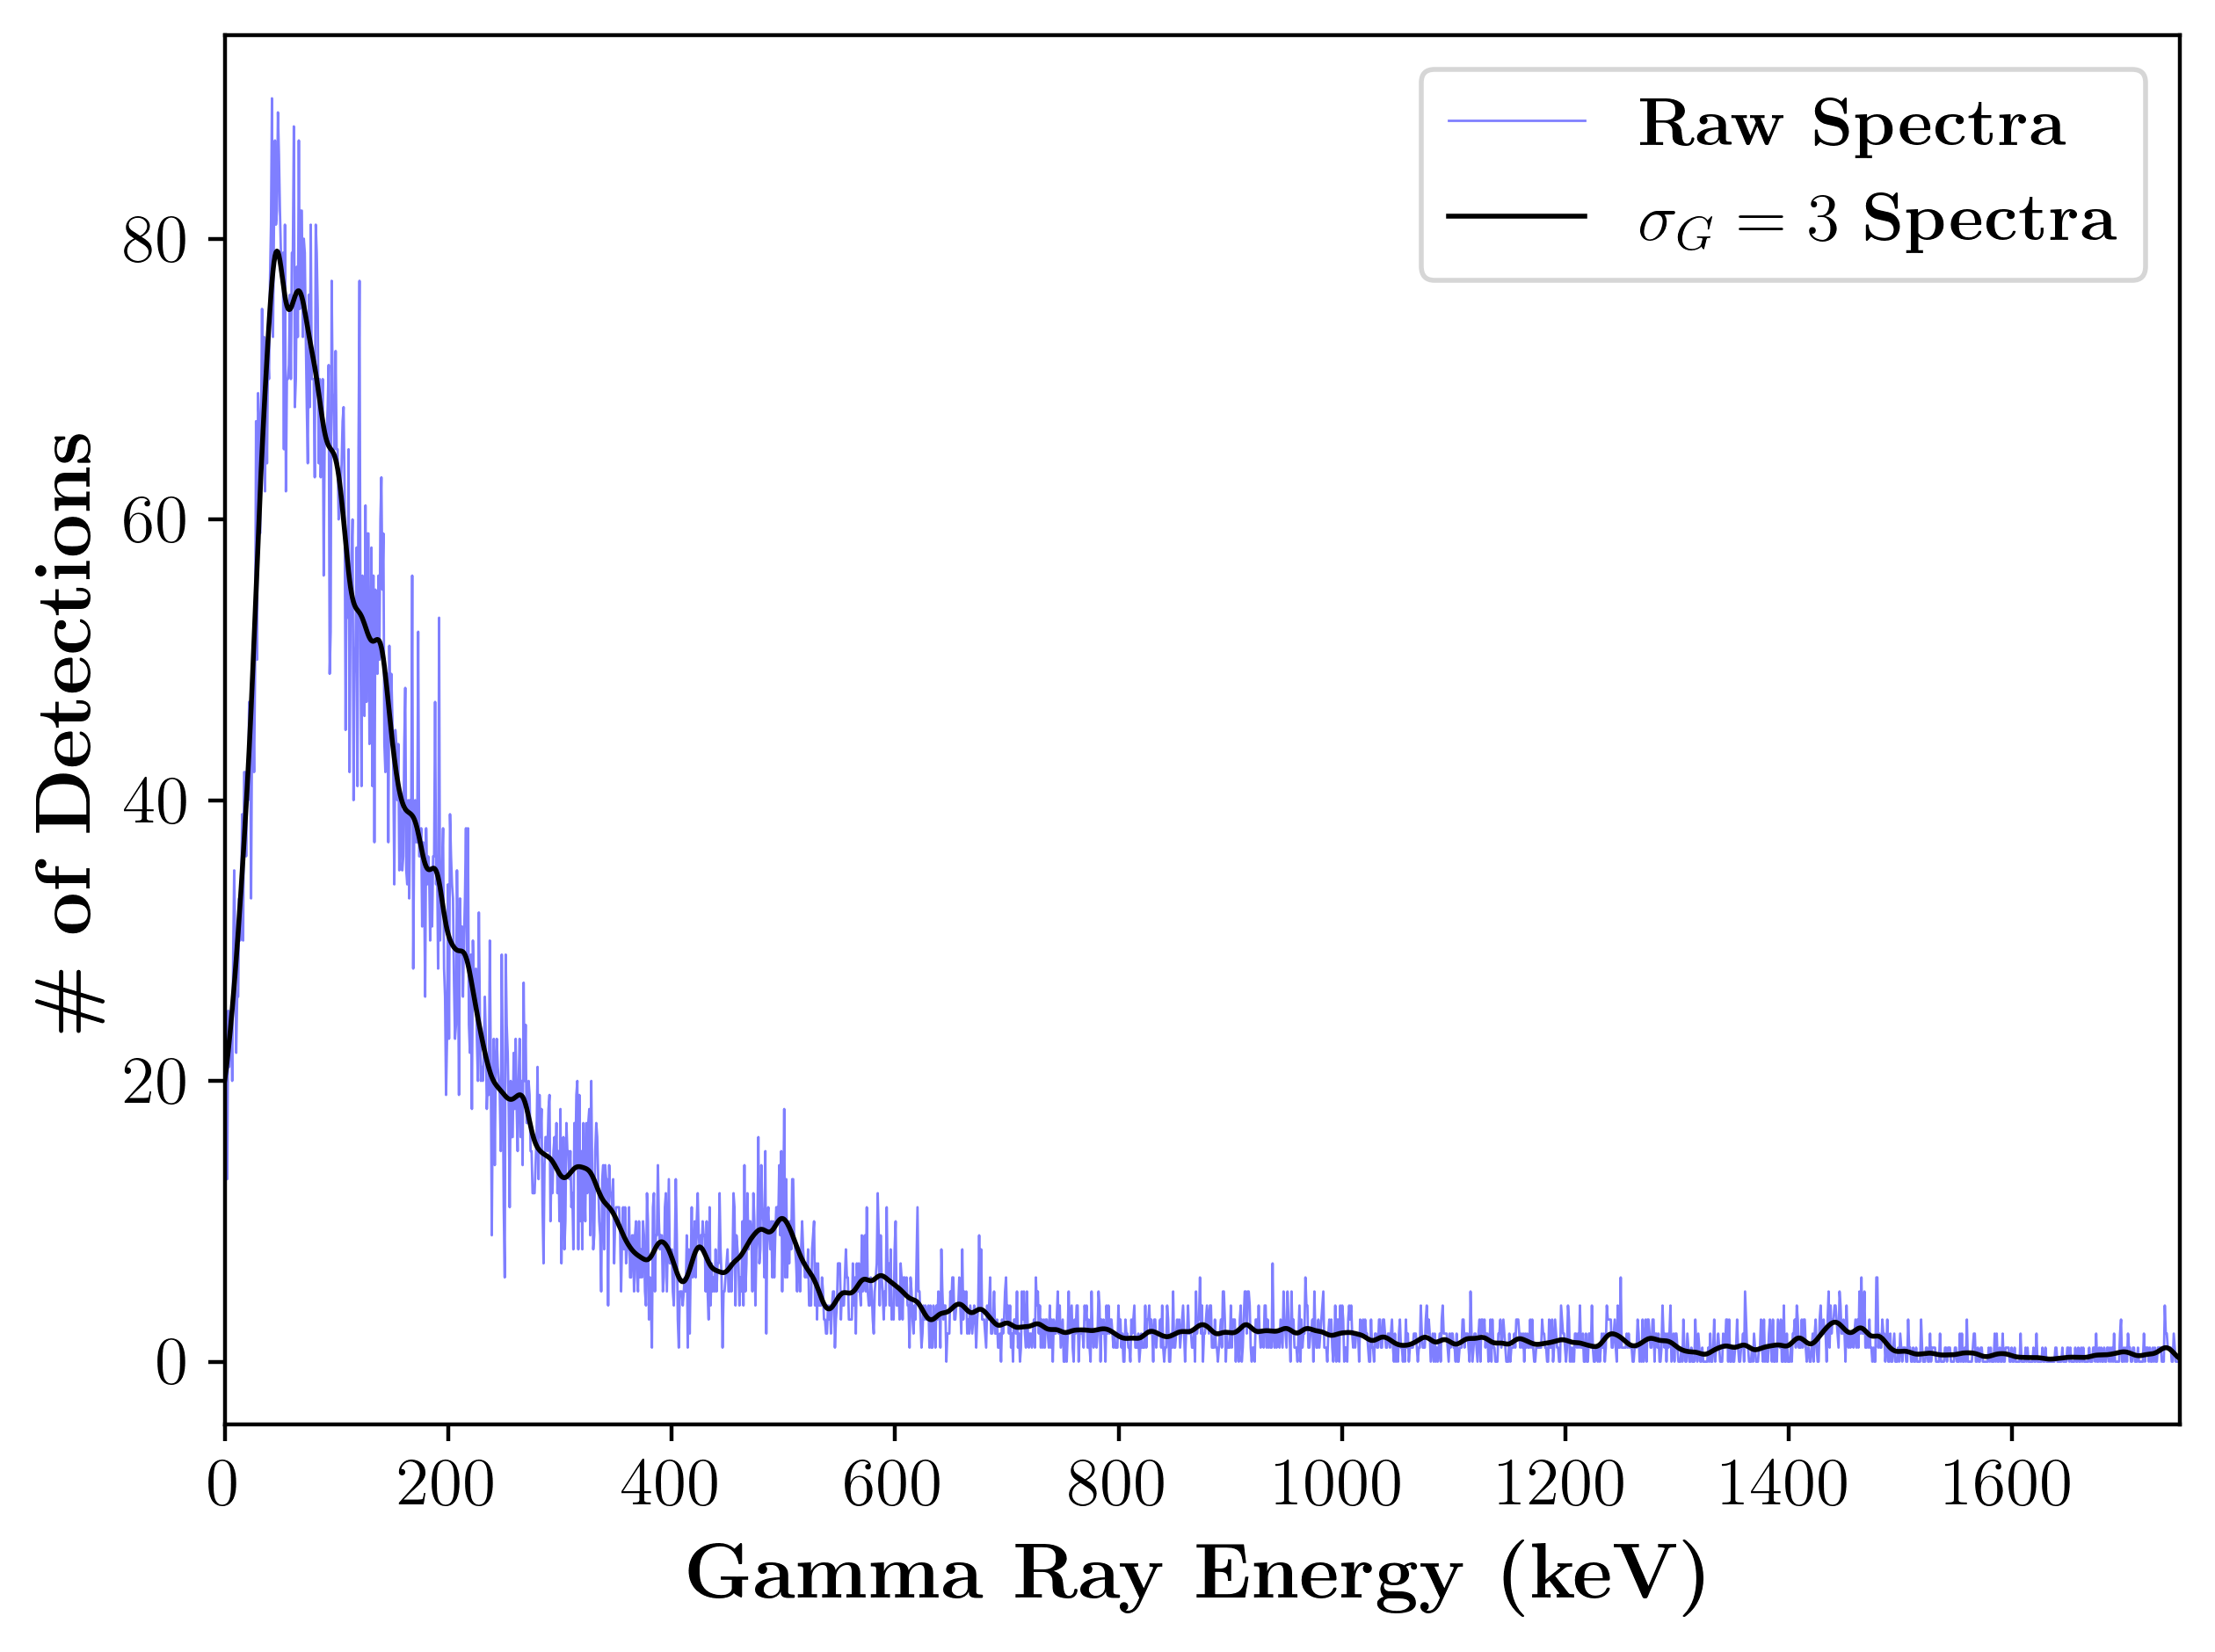 Raw Spectra
σ_G = 3 Spectra
# of Detections
80
60
40
20
0
0 200 400 600 800 1000 1200 1400 1600
Gamma Ray Energy (keV)